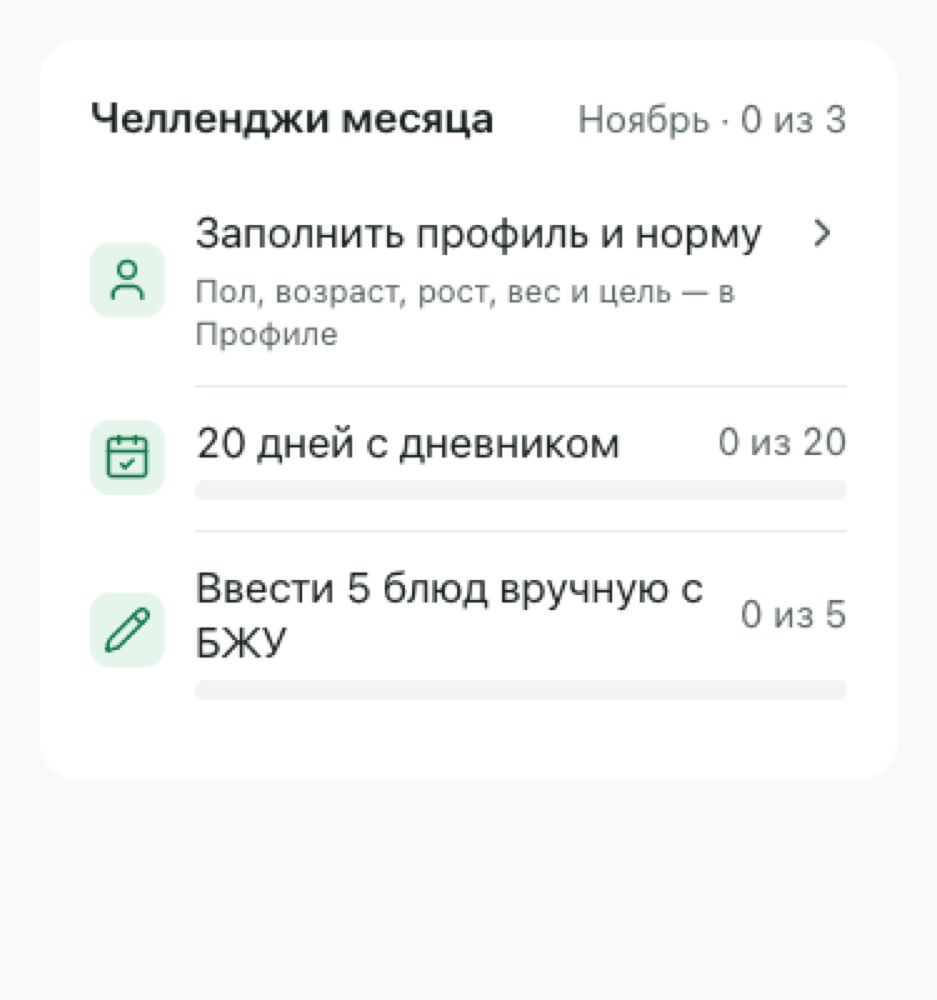 Челленджи месяца
Ноябрь · 0 из 3
Заполнить профиль и норму
Пол, возраст, рост, вес и цель — в
Профиле
20 дней с дневником
0 из 20
Ввести 5 блюд вручную с
БЖУ
0 из 5